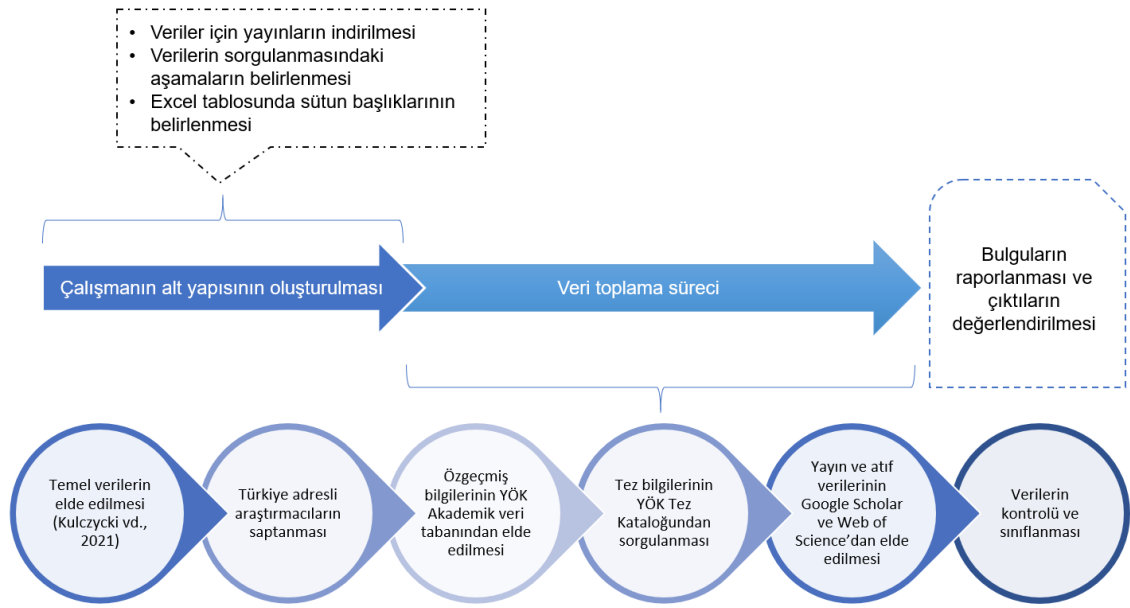 • Veriler için yayınların indirilmesi
• Verilerin sorgulanmasındaki
aşamaların belirlenmesi
• Excel tablosunda sütun başlıklarının
belirlenmesi
Çalışmanın alt yapısının oluşturulması
Veri toplama süreci
Bulguların
raporlanması ve
çıktıların
değerlendirilmesi
Temel verilerin
elde edilmesi
(Kulczycki vd.,
2021)
Türkiye adresli
araştırmacıların
saptanması
Özgeçmiş
bilgilerinin YÖK
Akademik veri
tabanından elde
edilmesi
Tez bilgilerinin
YÖK Tez
Kataloğundan
sorgulanması
Yayın ve atıf
verilerinin
Google Scholar
ve Web of
Science’dan elde
edilmesi
Verilerin
kontrolü ve
sınıflanması